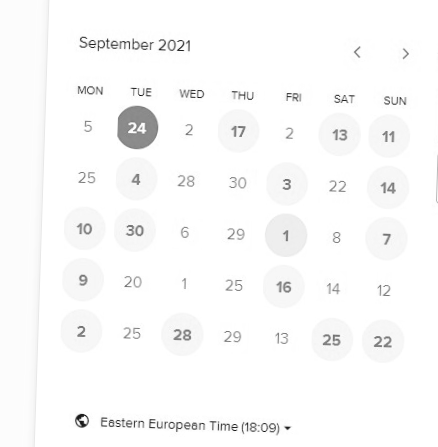 September 2021
MON TUE WED THU FRI SAT SUN
5 24 2 17 2 13 11
25 4 28 30 3 22 14
10 30 6 29 1 8 7
9 20 1 25 16 14 12
2 25 28 29 13 25 22
Eastern European Time (18:09)